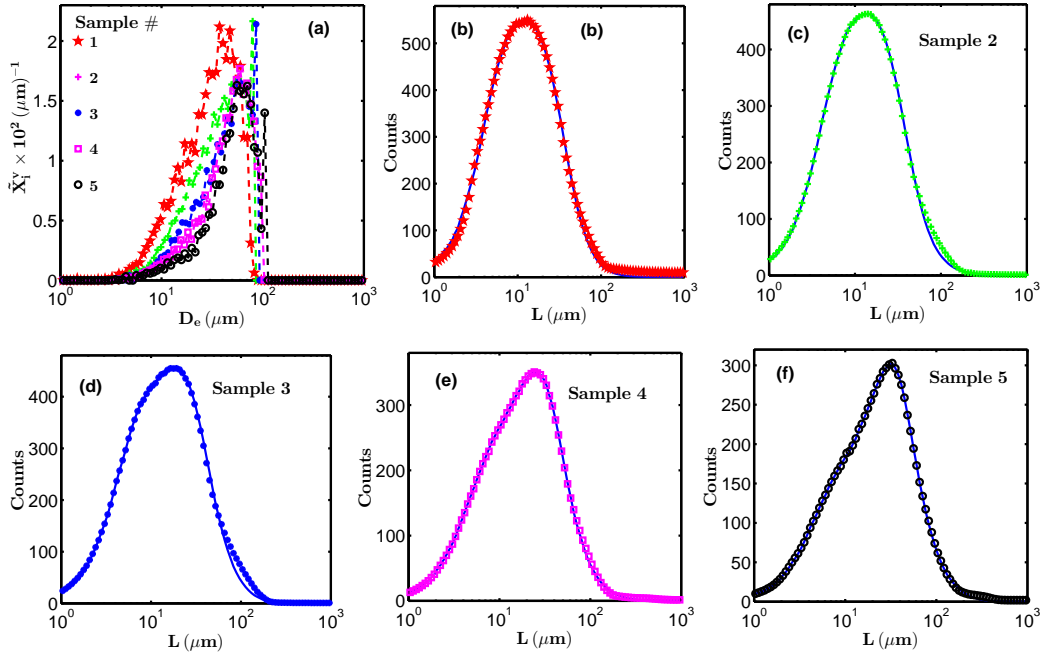 Sample #
1
2
3
4
5
(a)
X̃ᵢᵛ × 10² (μm)⁻¹
2
1.5
1
0.5
0
10⁰ 10¹ 10² 10³
Dₑ (μm)
(b) (b)
Counts
500
400
300
200
100
0
10⁰ 10¹ 10² 10³
L (μm)
(c)
Sample 2
Counts
400
300
200
100
0
10⁰ 10¹ 10² 10³
L (μm)
(d)
Sample 3
Counts
400
300
200
100
0
10⁰ 10¹ 10² 10³
L (μm)
(e)
Sample 4
Counts
300
200
100
0
10⁰ 10¹ 10² 10³
L (μm)
(f)
Sample 5
Counts
300
250
200
150
100
50
0
10⁰ 10¹ 10² 10³
L (μm)